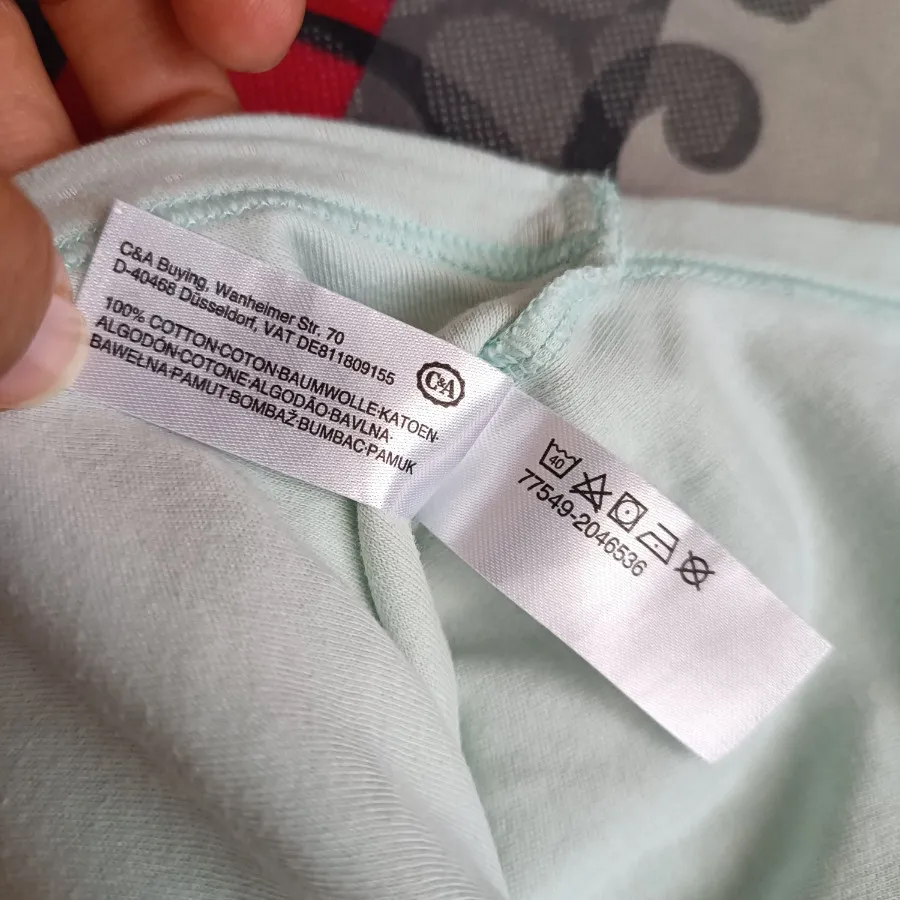 C&A Buying, Wanheimer Str. 70
D-40468 Düsseldorf, VAT DE811809155
100% COTTON·COTON·BAUMWOLLE·KATOEN·
ALGODÓN·COTONE·ALGODÃO·BAVLNA·
BAWEŁNA·PAMUT·BOMBAŽ·BUMBAC·PAMUK
C&A
40
77549-2046536